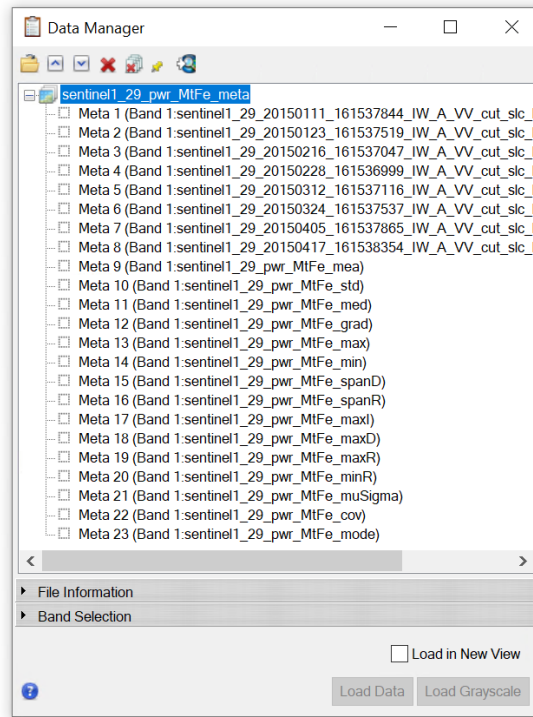 Data Manager
sentinel1_29_pwr_MtFe_meta
Meta 1 (Band 1:sentinel1_29_20150111_161537844_IW_A_VV_cut_slc_
Meta 2 (Band 1:sentinel1_29_20150123_161537519_IW_A_VV_cut_slc_
Meta 3 (Band 1:sentinel1_29_20150216_161537047_IW_A_VV_cut_slc_
Meta 4 (Band 1:sentinel1_29_20150228_161536999_IW_A_VV_cut_slc_
Meta 5 (Band 1:sentinel1_29_20150312_161537116_IW_A_VV_cut_slc_
Meta 6 (Band 1:sentinel1_29_20150324_161537537_IW_A_VV_cut_slc_
Meta 7 (Band 1:sentinel1_29_20150405_161537865_IW_A_VV_cut_slc_
Meta 8 (Band 1:sentinel1_29_20150417_161538354_IW_A_VV_cut_slc_
Meta 9 (Band 1:sentinel1_29_pwr_MtFe_mea)
Meta 10 (Band 1:sentinel1_29_pwr_MtFe_std)
Meta 11 (Band 1:sentinel1_29_pwr_MtFe_med)
Meta 12 (Band 1:sentinel1_29_pwr_MtFe_grad)
Meta 13 (Band 1:sentinel1_29_pwr_MtFe_max)
Meta 14 (Band 1:sentinel1_29_pwr_MtFe_min)
Meta 15 (Band 1:sentinel1_29_pwr_MtFe_spanD)
Meta 16 (Band 1:sentinel1_29_pwr_MtFe_spanR)
Meta 17 (Band 1:sentinel1_29_pwr_MtFe_maxI)
Meta 18 (Band 1:sentinel1_29_pwr_MtFe_maxD)
Meta 19 (Band 1:sentinel1_29_pwr_MtFe_maxR)
Meta 20 (Band 1:sentinel1_29_pwr_MtFe_minR)
Meta 21 (Band 1:sentinel1_29_pwr_MtFe_muSigma)
Meta 22 (Band 1:sentinel1_29_pwr_MtFe_cov)
Meta 23 (Band 1:sentinel1_29_pwr_MtFe_mode)
File Information
Band Selection
Load in New View
Load Data Load Grayscale